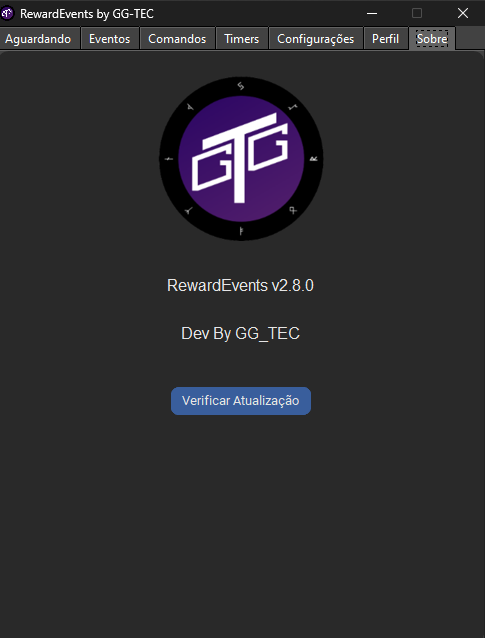 RewardEvents by GG-TEC
Aguardando Eventos Comandos Timers Configurações Perfil Sobre
GTG
RewardEvents v2.8.0
Dev By GG_TEC
Verificar Atualização